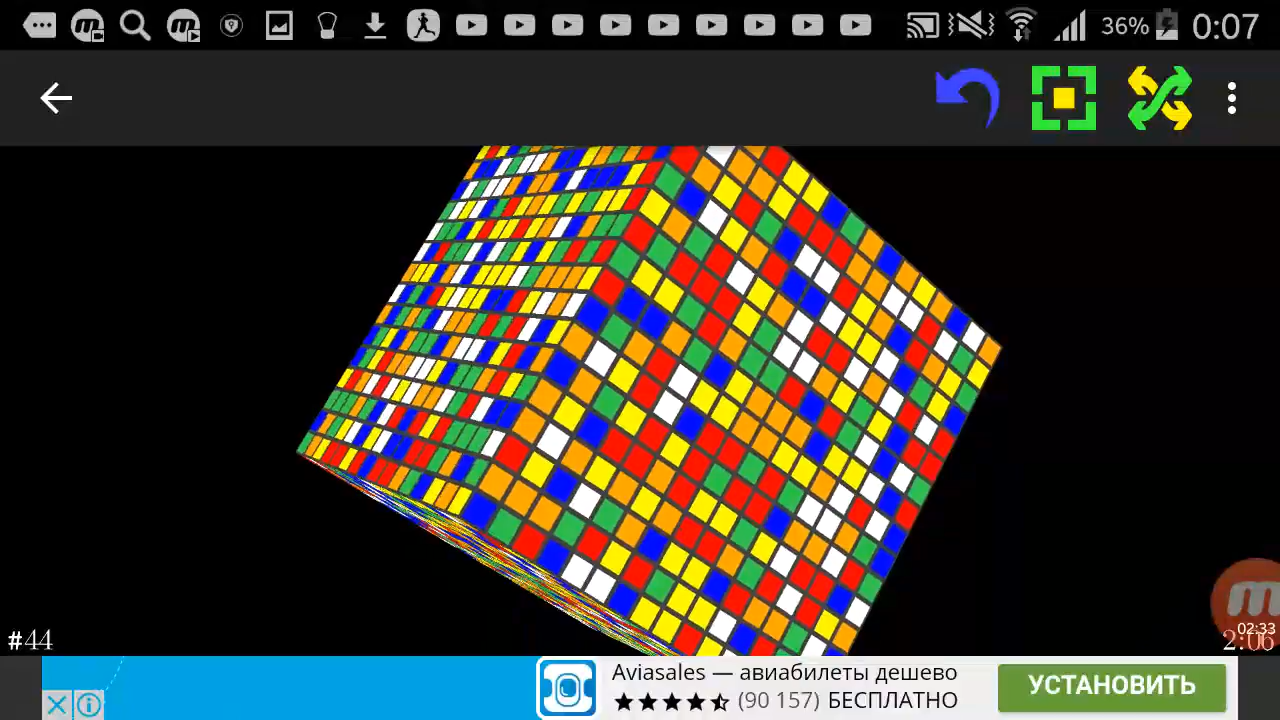 36% 0:07
#44
02:33
2:06
Aviasales — авиабилеты дешево
(90 157) БЕСПЛАТНО
УСТАНОВИТЬ